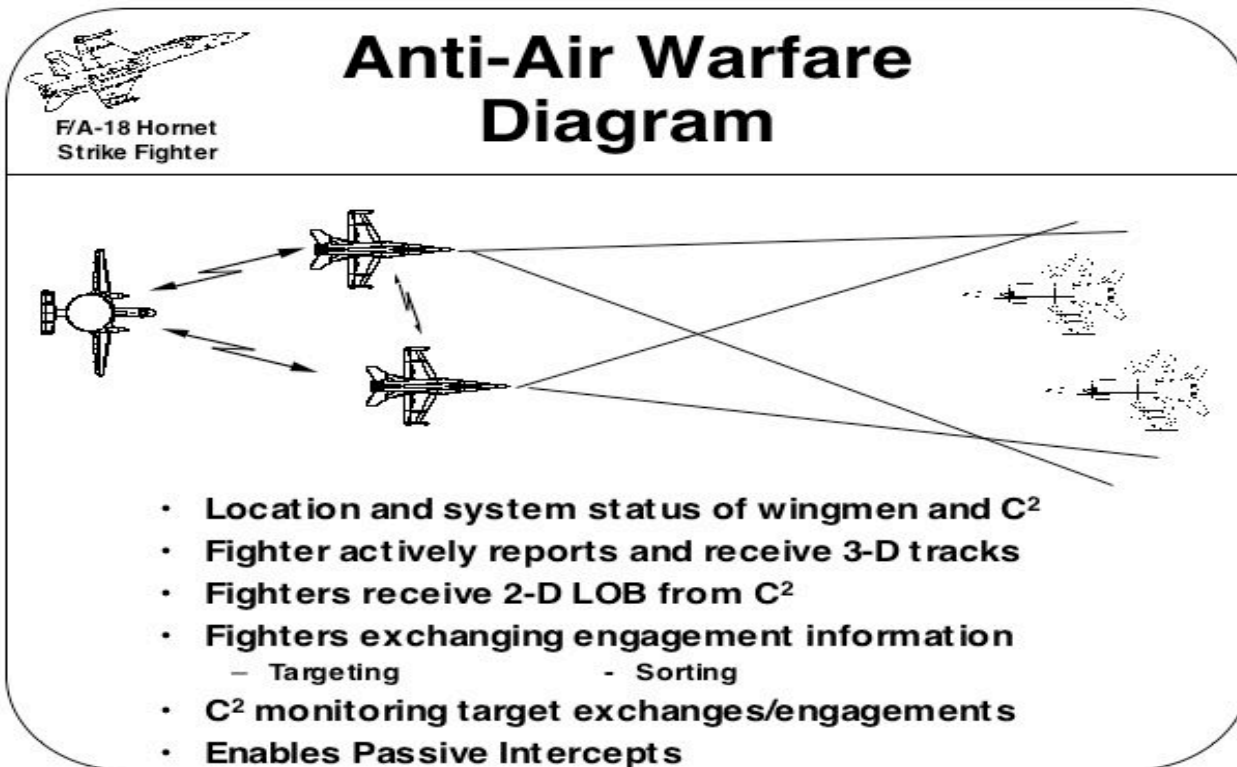 F/A-18 Hornet
Strike Fighter
Anti-Air Warfare
Diagram
• Location and system status of wingmen and C²
• Fighter actively reports and receive 3-D tracks
• Fighters receive 2-D LOB from C²
• Fighters exchanging engagement information
– Targeting - Sorting
• C² monitoring target exchanges/engagements
• Enables Passive Intercepts